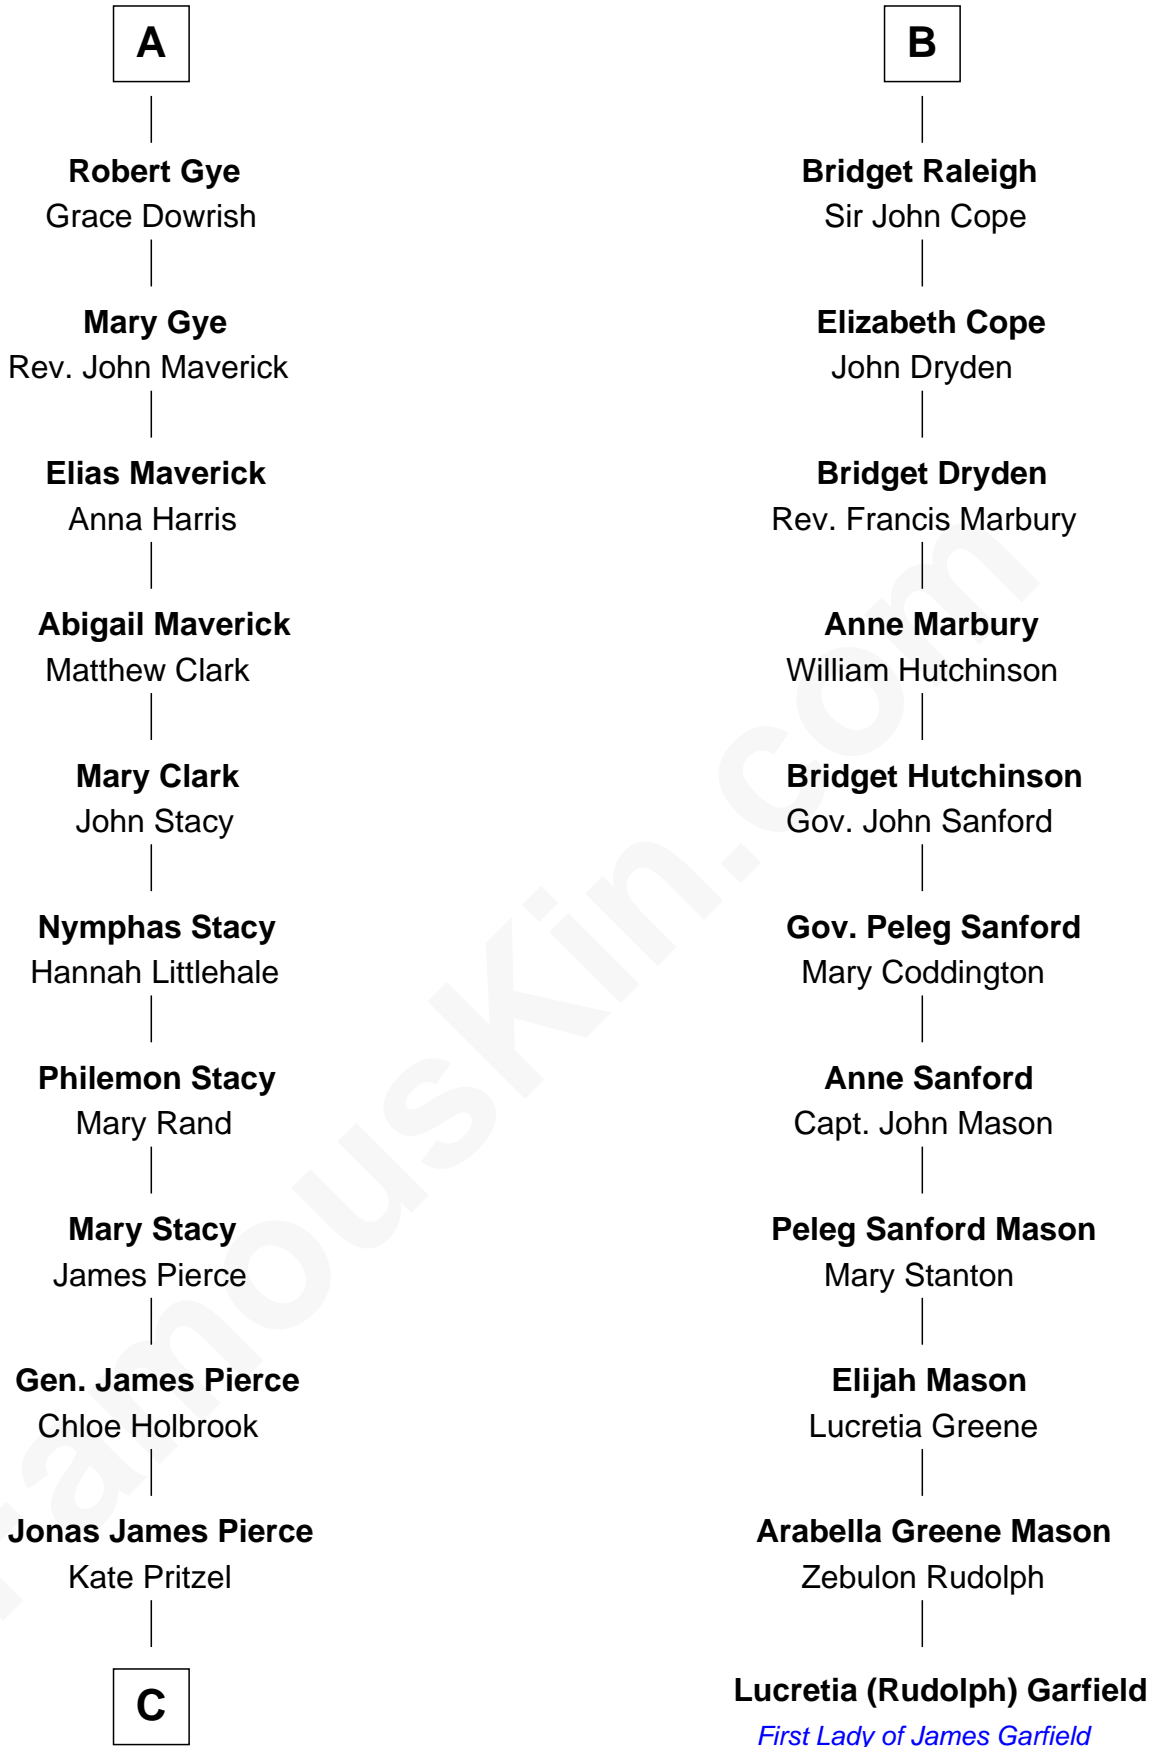 A
Robert Gye
Grace Dowrish
Mary Gye
Rev. John Maverick
Elias Maverick
Anna Harris
Abigail Maverick
Matthew Clark
Mary Clark
John Stacy
Nymphas Stacy
Hannah Littlehale
Philemon Stacy
Mary Rand
Mary Stacy
James Pierce
Gen. James Pierce
Chloe Holbrook
Jonas James Pierce
Kate Pritzel
C
B
Bridget Raleigh
Sir John Cope
Elizabeth Cope
John Dryden
Bridget Dryden
Rev. Francis Marbury
Anne Marbury
William Hutchinson
Bridget Hutchinson
Gov. John Sanford
Gov. Peleg Sanford
Mary Coddington
Anne Sanford
Capt. John Mason
Peleg Sanford Mason
Mary Stanton
Elijah Mason
Lucretia Greene
Arabella Greene Mason
Zebulon Rudolph
Lucretia (Rudolph) Garfield
First Lady of James Garfield
FamousKin.com